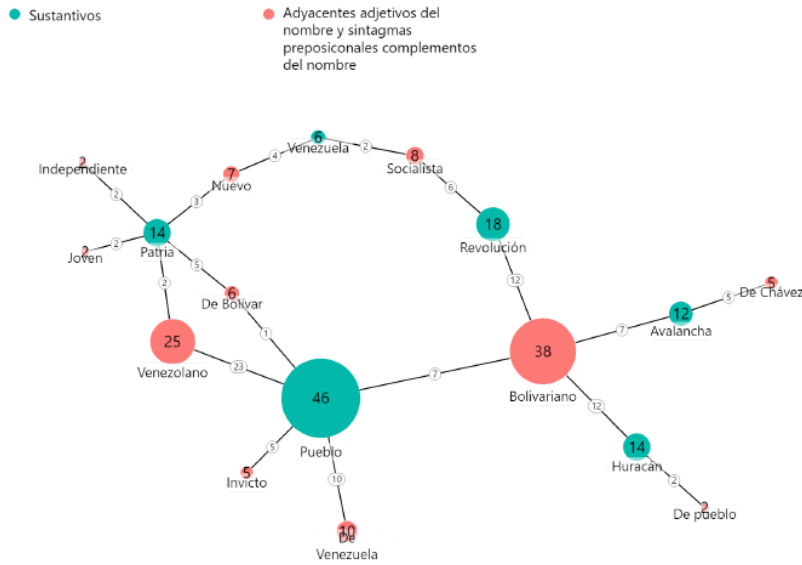 Sustantivos
Adyacentes adjetivos del
nombre y sintagmas
preposiconales complementos
del nombre
6
Venezuela
2
8
Socialista
4
7
Nuevo
2
Independiente
2
6
3
18
Revolución
14
Patria
2
2
Joven
5
12
2
6
De Bolívar
5
De Chávez
5
12
Avalancha
7
1
25
Venezolano
38
Bolivariano
23
7
46
Pueblo
12
5
14
Huracán
5
Invicto
10
2
2
De pueblo
10
De
Venezuela